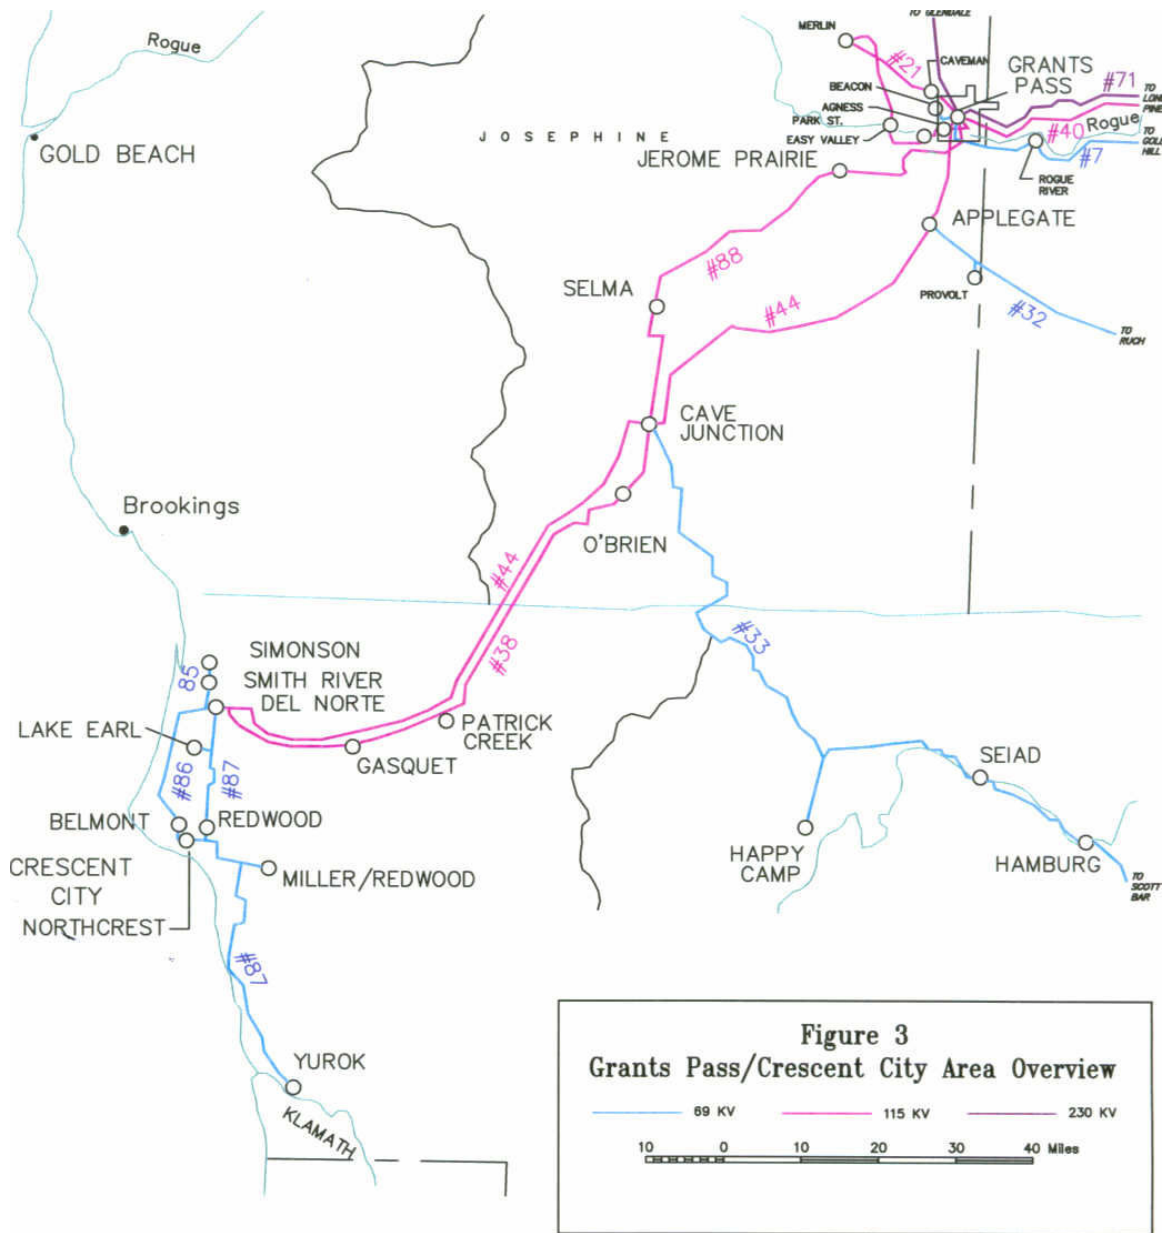 TO GLENDALE
Rogue
MERLIN
#21
CAVEMAN
GRANTS
PASS
#71
BEACON
TO
LONE
PINE
AGNESS
PARK ST.
Rogue
GOLD BEACH
JOSEPHINE
EASY VALLEY
#40
TO
GOLD
HILL
JEROME PRAIRIE
#7
ROGUE
RIVER
APPLEGATE
#88
SELMA
PROVOLT
#44
#32
TO
RUCH
CAVE
JUNCTION
Brookings
O'BRIEN
#44
#33
#38
SIMONSON
85
SMITH RIVER
DEL NORTE
LAKE EARL
PATRICK
CREEK
GASQUET
SEIAD
#86
#87
BELMONT
REDWOOD
HAPPY
CAMP
HAMBURG
CRESCENT
CITY
MILLER/REDWOOD
TO
SCOTT
BAR
NORTHCREST
#87
YUROK
KLAMATH
Figure 3
Grants Pass/Crescent City Area Overview
69 KV
115 KV
230 KV
10 0 10 20 30 40 Miles